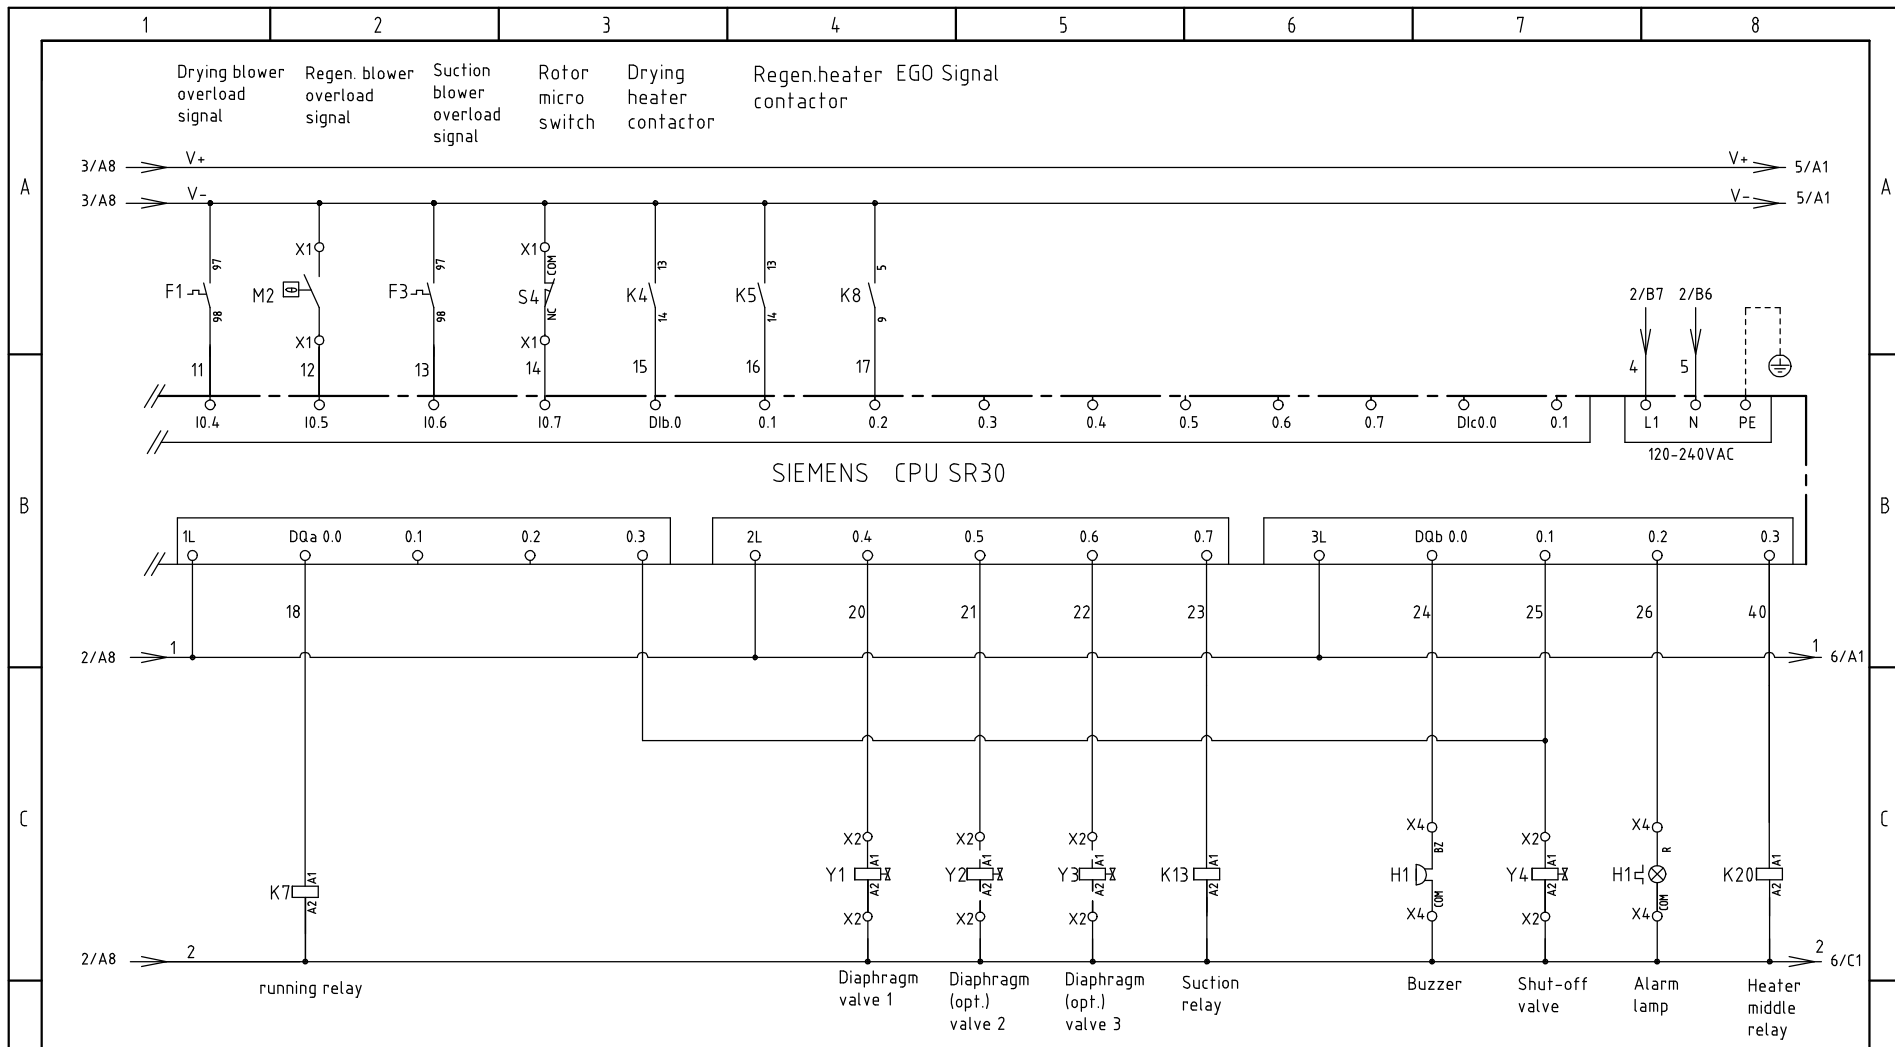 1 2 3 4 5 6 7 8
Drying blower
overload
signal
Regen. blower
overload
signal
Suction
blower
overload
signal
Rotor
micro
switch
Drying
heater
contactor
Regen.heater
contactor
EGO Signal
3/A8 V+ V+ 5/A1
A A
3/A8 V- V- 5/A1
X1 X1
97 97 COM 13 13 5
F1 M2 θ F3 S4 K4 K5 K8 2/B7 2/B6
98 98 NC 14 14 9
X1 X1
11 12 13 14 15 16 17 4 5
I0.4 I0.5 I0.6 I0.7 DIb.0 0.1 0.2 0.3 0.4 0.5 0.6 0.7 DIc0.0 0.1 L1 N PE
120-240VAC
SIEMENS CPU SR30
B B
1L DQa 0.0 0.1 0.2 0.3 2L 0.4 0.5 0.6 0.7 3L DQb 0.0 0.1 0.2 0.3
18 20 21 22 23 24 25 26 40
2/A8 1 1 6/A1
C C
X2 X2 X2 X4 X2 X4
A1 A1 A1 A1 BZ A1 R A1
Y1 Y2 Y3 K13 H1 Y4 H1 K20
A2 A2 A2 A2 COM A2 COM A2
K7 A1
A2
X2 X2 X2 X4 X2 X4
2/A8 2 2 6/C1
running relay
Diaphragm
valve 1
Diaphragm
(opt.)
valve 2
Diaphragm
(opt.)
valve 3
Suction
relay
Buzzer
Shut-off
valve
Alarm
lamp
Heater
middle
relay